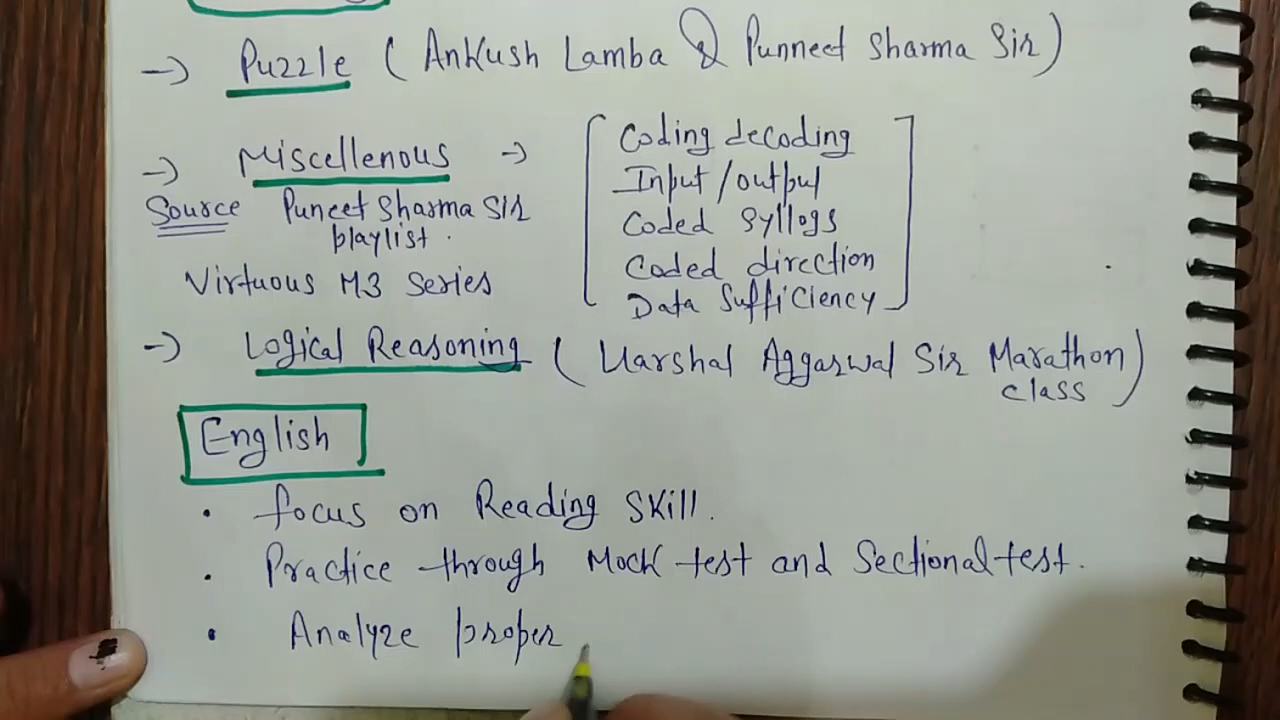 → Puzzle ( Ankush Lamba & Punneet Sharma Sir )
→ Miscellenous →
Source Puneet Sharma Sir
playlist .
Virtuous M3 Series
Coding decoding
Input / output
Coded Syllogs
Coded direction
Data Sufficiency
→ Logical Reasoning ( Harshal Aggarwal Sir Marathon
class )
English
• focus on Reading Skill.
• Practice through Mock test and Sectional test.
• Analyze proper